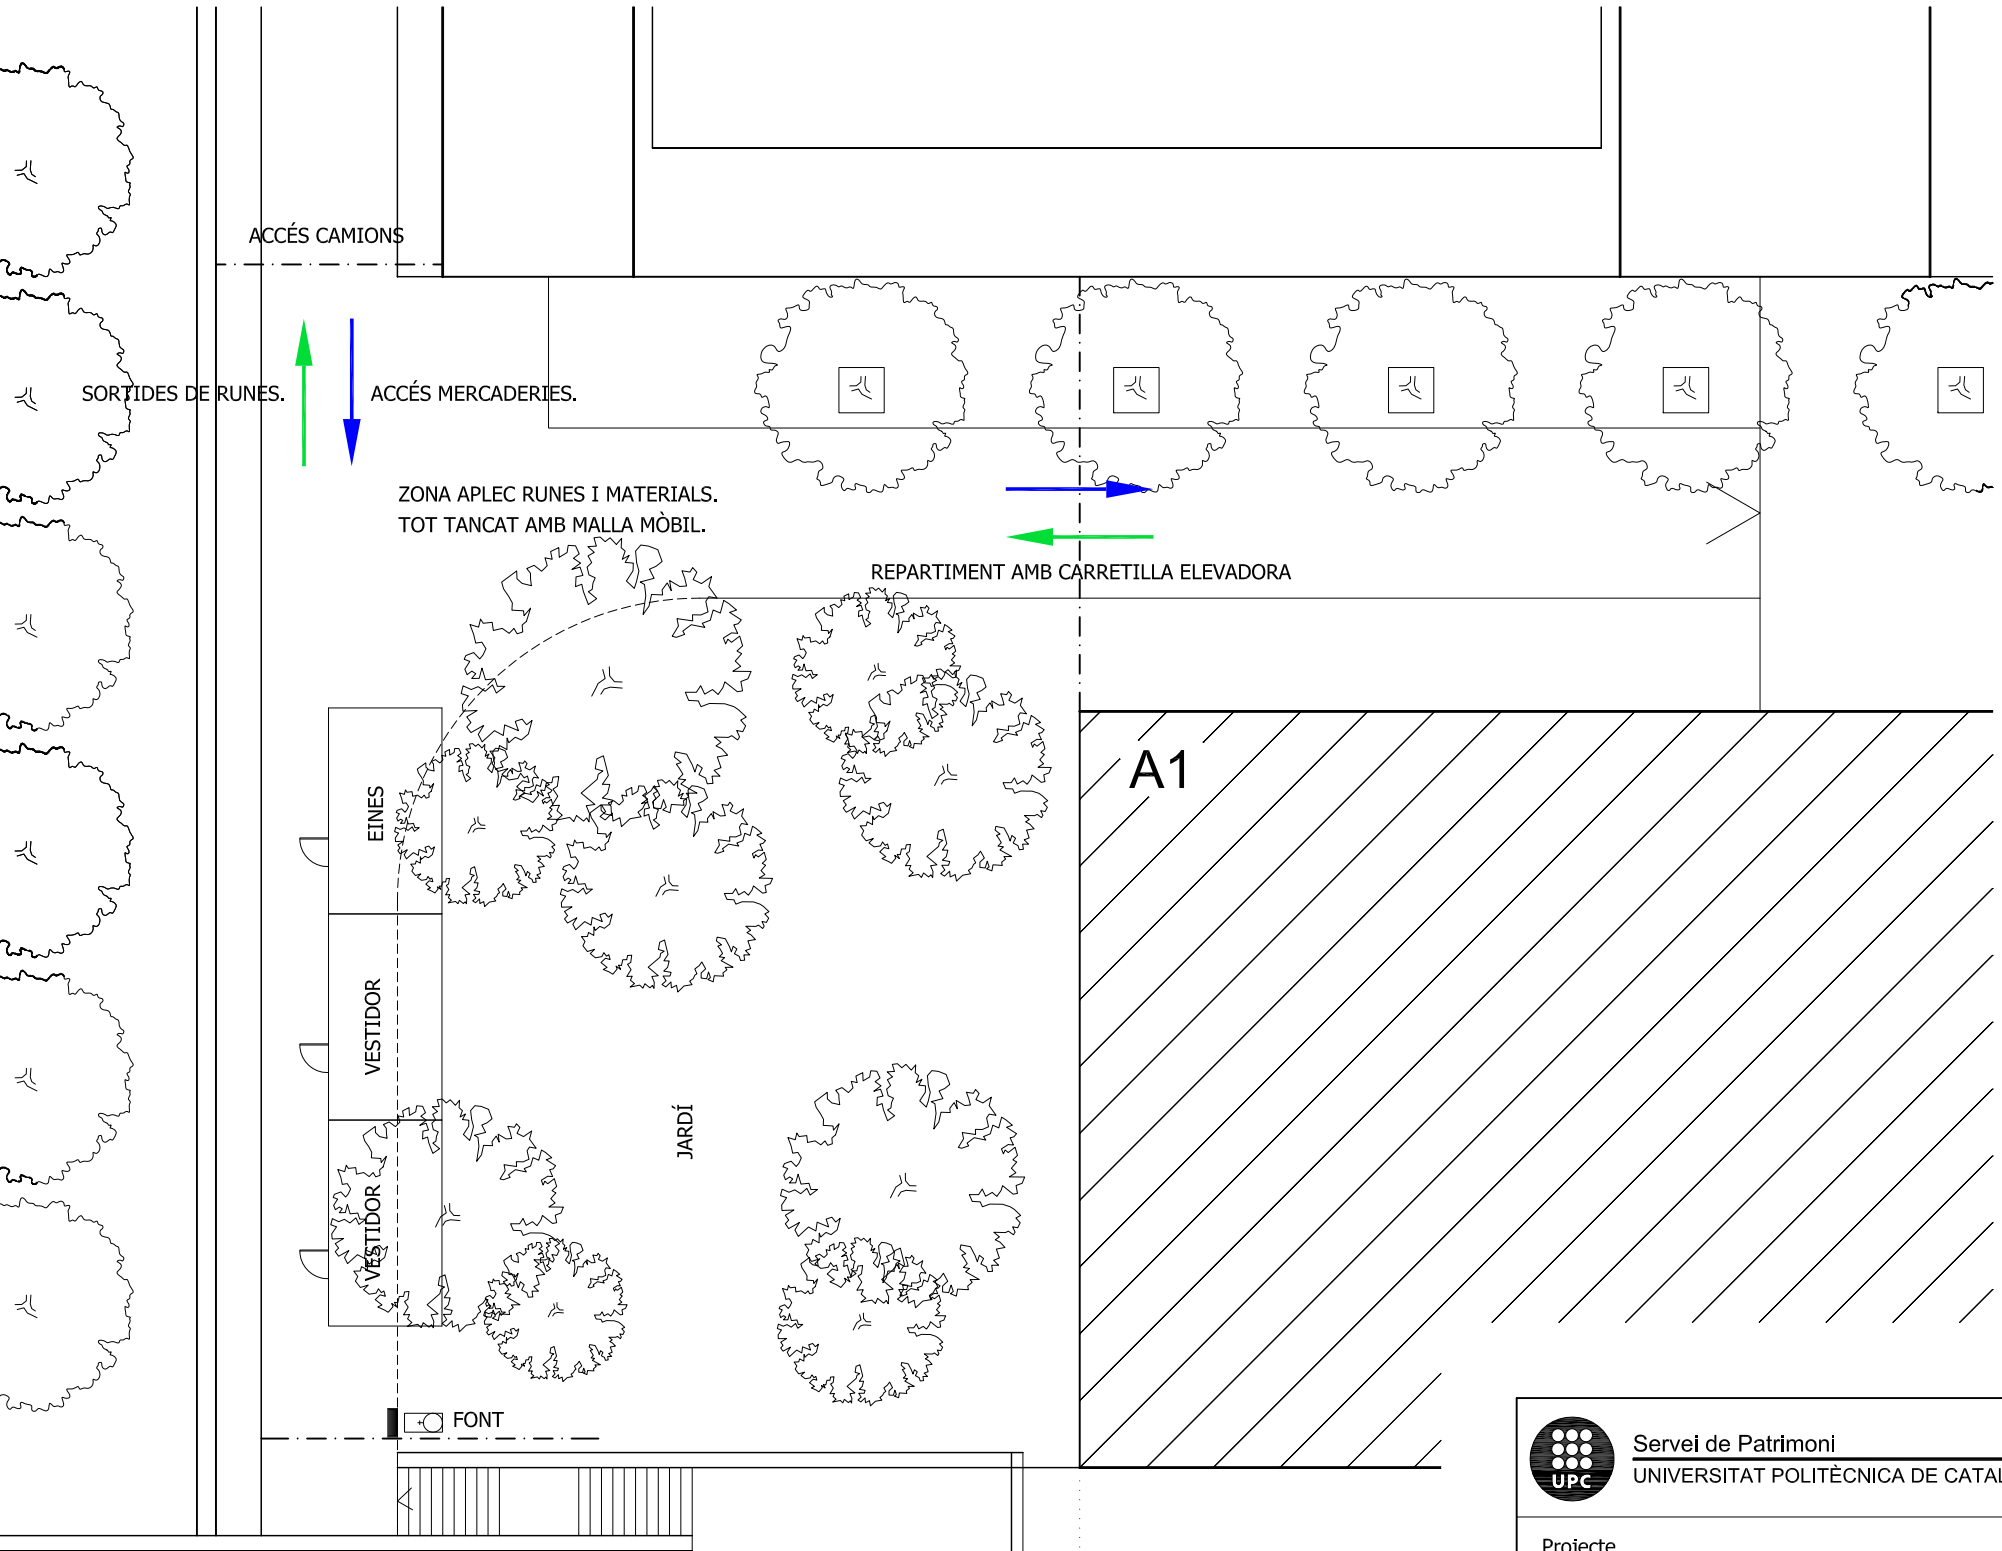 ACCÉS CAMIONS
SORTIDES DE RUNES.
ACCÉS MERCADERIES.
ZONA APLEC RUNES I MATERIALS.
TOT TANCAT AMB MALLA MÒBIL.
REPARTIMENT AMB CARRETILLA ELEVADORA
A1
EINES
VESTIDOR
JARDÍ
VESTIDOR
FONT
UPC
Servei de Patrimoni
UNIVERSITAT POLITÈCNICA DE CATAL
Projecte